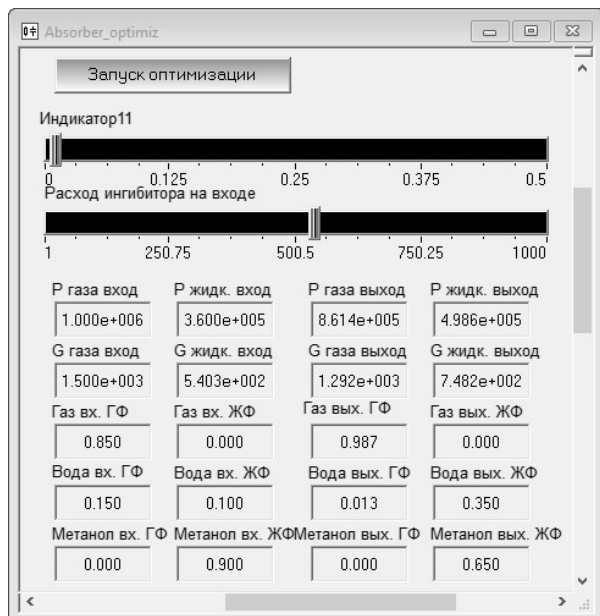 Absorber_optimiz
Запуск оптимизации
Индикатор11
0 0.125 0.25 0.375 0.5
Расход ингибитора на входе
1 250.75 500.5 750.25 1000
P газа вход P жидк. вход P газа выход P жидк. выход
1.000e+006 3.600e+005 8.614e+005 4.986e+005
G газа вход G жидк. вход G газа выход G жидк. выход
1.500e+003 5.403e+002 1.292e+003 7.482e+002
Газ вх. ГФ Газ вх. ЖФ Газ вых. ГФ Газ вых. ЖФ
0.850 0.000 0.987 0.000
Вода вх. ГФ Вода вх. ЖФ Вода вых. ГФ Вода вых. ЖФ
0.150 0.100 0.013 0.350
Метанол вх. ГФ Метанол вх. ЖФ Метанол вых. ГФ Метанол вых. ЖФ
0.000 0.900 0.000 0.650